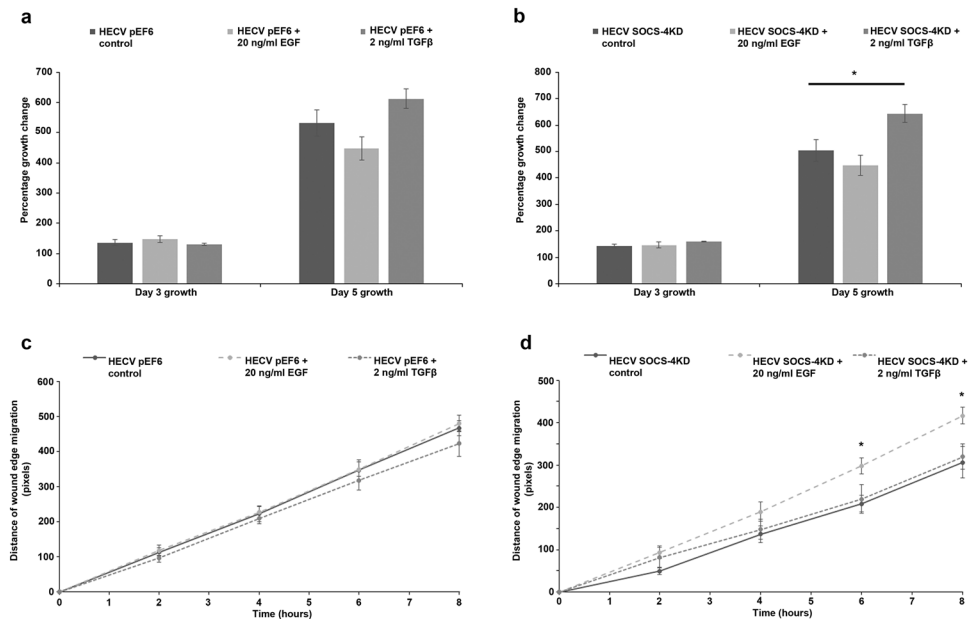 a
HECV pEF6
control
HECV pEF6 +
20 ng/ml EGF
HECV pEF6 +
2 ng/ml TGFβ
Percentage growth change
700
600
500
400
300
200
100
0
Day 3 growth
Day 5 growth
b
HECV SOCS-4KD
control
HECV SOCS-4KD +
20 ng/ml EGF
HECV SOCS-4KD +
2 ng/ml TGFβ
Percentage growth change
800
700
600
500
400
300
200
100
0
*
Day 3 growth
Day 5 growth
c
HECV pEF6
control
HECV pEF6 +
20 ng/ml EGF
HECV pEF6 +
2 ng/ml TGFβ
Distance of wound edge migration
(pixels)
600
500
400
300
200
100
0
0 1 2 3 4 5 6 7 8
Time (hours)
d
HECV SOCS-4KD
control
HECV SOCS-4KD +
20 ng/ml EGF
HECV SOCS-4KD +
2 ng/ml TGFβ
Distance of wound edge migration
(pixels)
500
400
300
200
100
0
*
*
0 1 2 3 4 5 6 7 8
Time (hours)